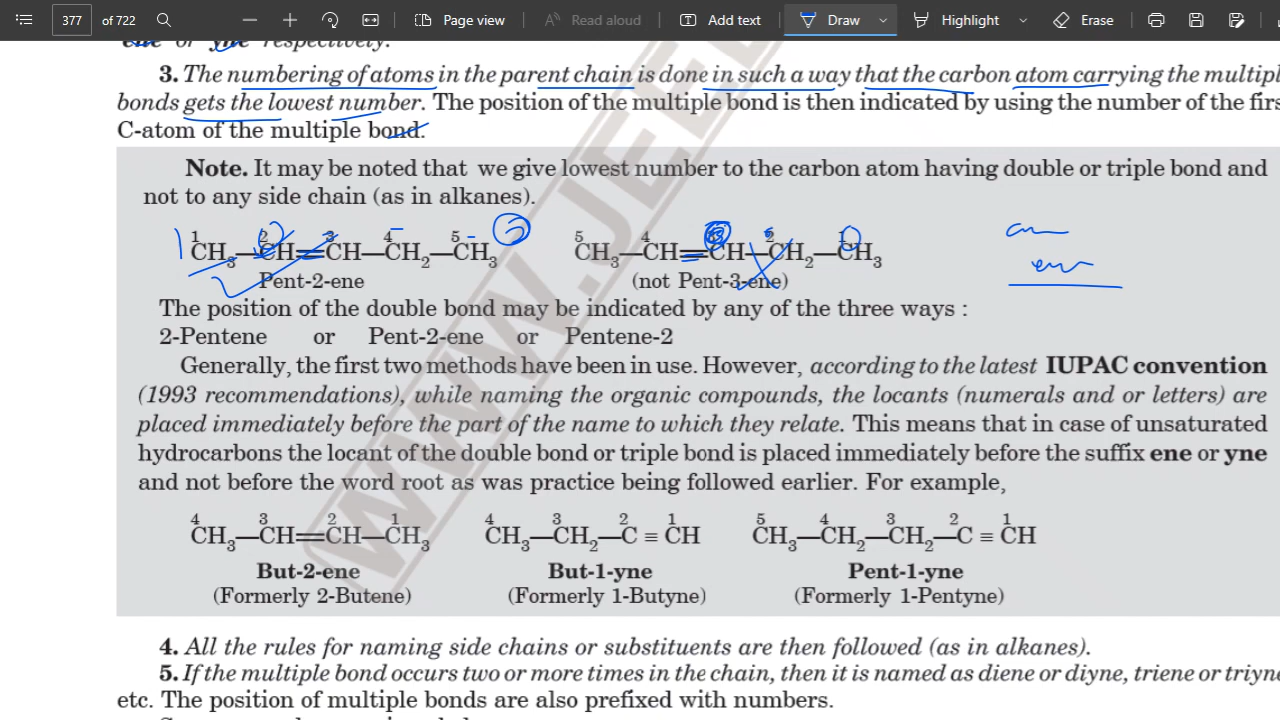 377 of 722 Page view Read aloud Add text Draw Highlight Erase
ene or yne respectively.
3. The numbering of atoms in the parent chain is done in such a way that the carbon atom carrying the multipl
bonds gets the lowest number. The position of the multiple bond is then indicated by using the number of the firs
C-atom of the multiple bond.
Note. It may be noted that we give lowest number to the carbon atom having double or triple bond and
not to any side chain (as in alkanes).
1 2 3 4 5 5 4 2 1
CH3—CH=CH—CH2—CH3 CH3—CH=CH—CH2—CH3
Pent-2-ene (not Pent-3-ene)
The position of the double bond may be indicated by any of the three ways :
2-Pentene or Pent-2-ene or Pentene-2
Generally, the first two methods have been in use. However, according to the latest IUPAC convention
(1993 recommendations), while naming the organic compounds, the locants (numerals and or letters) are
placed immediately before the part of the name to which they relate. This means that in case of unsaturated
hydrocarbons the locant of the double bond or triple bond is placed immediately before the suffix ene or yne
and not before the word root as was practice being followed earlier. For example,
4 3 2 1 4 3 2 1 5 4 3 2 1
CH3—CH=CH—CH3 CH3—CH2—C ≡ CH CH3—CH2—CH2—C ≡ CH
But-2-ene But-1-yne Pent-1-yne
(Formerly 2-Butene) (Formerly 1-Butyne) (Formerly 1-Pentyne)
4. All the rules for naming side chains or substituents are then followed (as in alkanes).
5. If the multiple bond occurs two or more times in the chain, then it is named as diene or diyne, triene or triyne
etc. The position of multiple bonds are also prefixed with numbers.